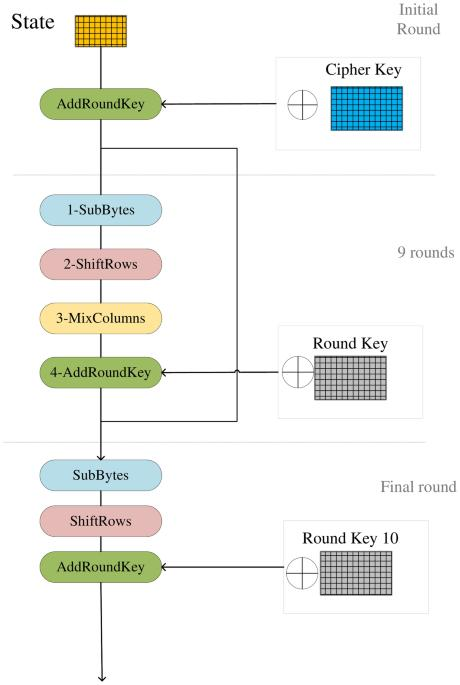 State
Initial
Round
Cipher Key
AddRoundKey
1-SubBytes
2-ShiftRows
9 rounds
3-MixColumns
Round Key
4-AddRoundKey
SubBytes
Final round
ShiftRows
Round Key 10
AddRoundKey